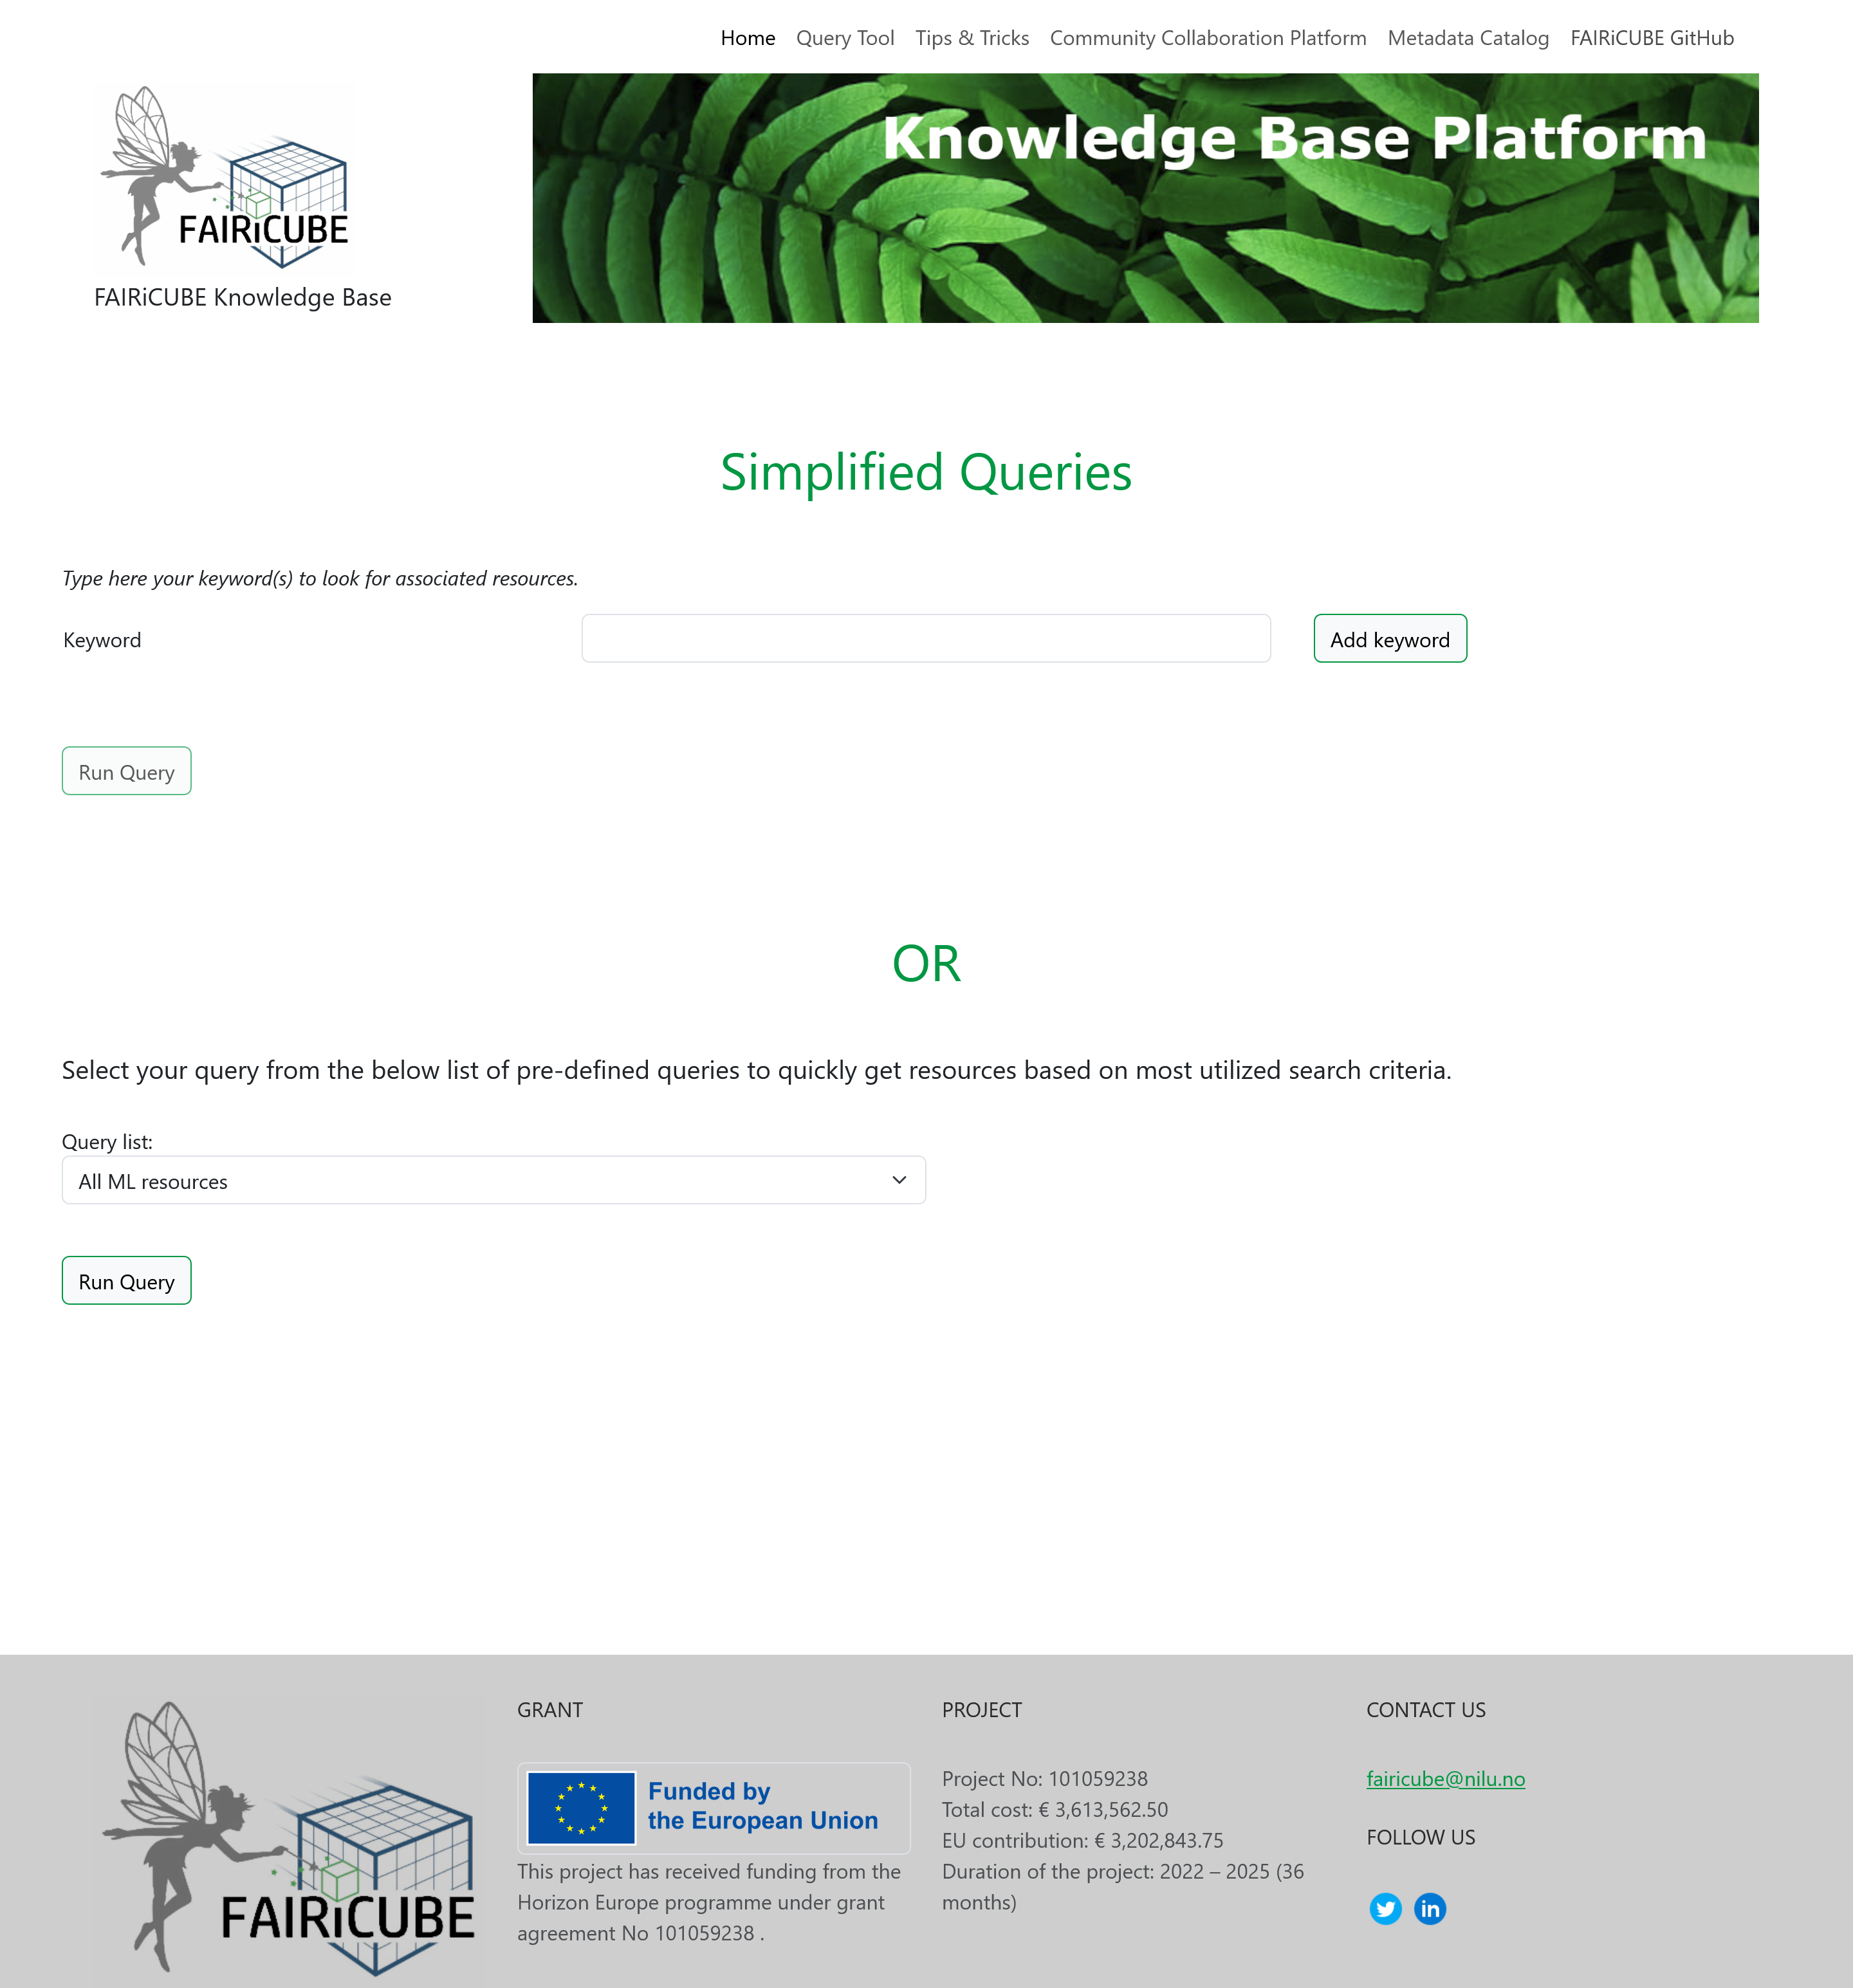 Home Query Tool Tips & Tricks Community Collaboration Platform Metadata Catalog FAIRiCUBE GitHub
FAIRiCUBE
FAIRiCUBE Knowledge Base
Knowledge Base Platform
Simplified Queries
Type here your keyword(s) to look for associated resources.
Keyword
Add keyword
Run Query
OR
Select your query from the below list of pre-defined queries to quickly get resources based on most utilized search criteria.
Query list:
All ML resources
Run Query
FAIRiCUBE
GRANT
Funded by
the European Union
This project has received funding from the
Horizon Europe programme under grant
agreement No 101059238 .
PROJECT
Project No: 101059238
Total cost: € 3,613,562.50
EU contribution: € 3,202,843.75
Duration of the project: 2022 – 2025 (36
months)
CONTACT US
fairicube@nilu.no
FOLLOW US
in